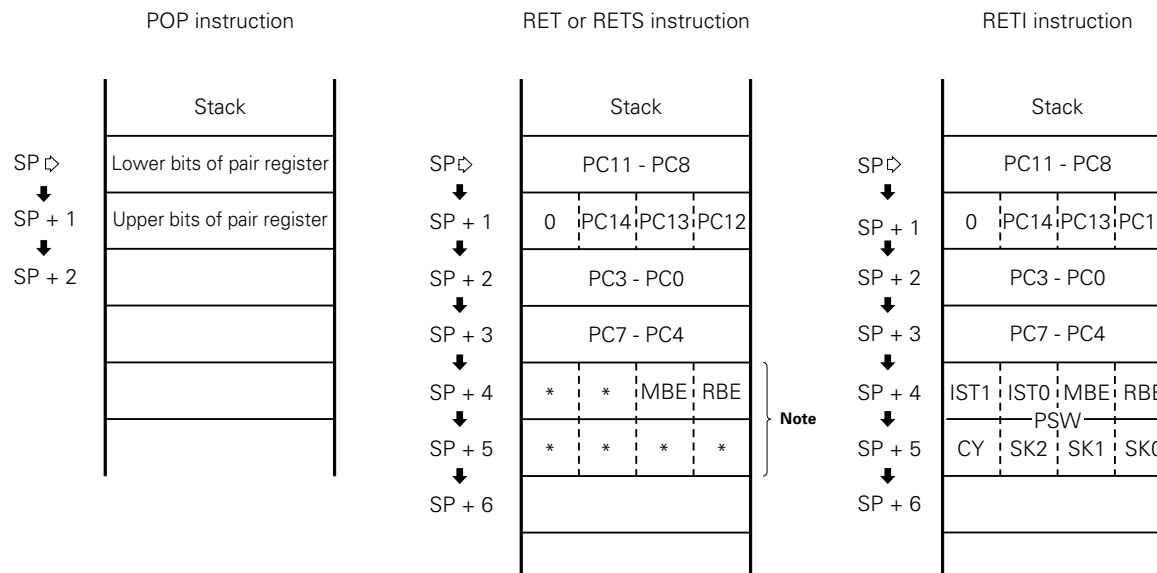 POP instruction
Stack
SP
Lower bits of pair register
SP + 1
Upper bits of pair register
SP + 2
RET or RETS instruction
Stack
SP
PC11 - PC8
SP + 1
0 PC14 PC13 PC12
SP + 2
PC3 - PC0
SP + 3
PC7 - PC4
SP + 4
* * MBE RBE
SP + 5
* * * *
Note
SP + 6
RETI instruction
Stack
SP
PC11 - PC8
SP + 1
0 PC14 PC13 PC1
SP + 2
PC3 - PC0
SP + 3
PC7 - PC4
SP + 4
IST1 IST0 MBE RBE
PSW
SP + 5
CY SK2 SK1 SK0
SP + 6